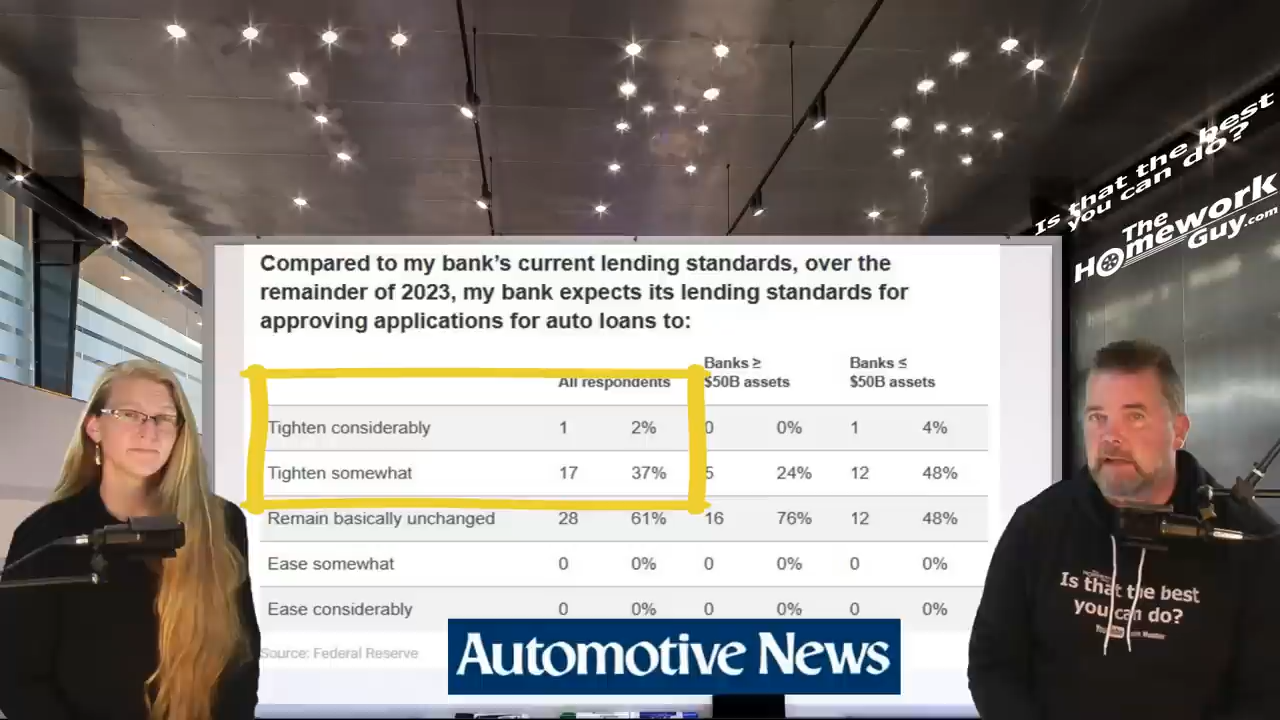 Is that the best
you can do?
The
Homework
Guy.com
Compared to my bank's current lending standards, over the
remainder of 2023, my bank expects its lending standards for
approving applications for auto loans to:
All respondents Banks ≥ $50B assets Banks ≤ $50B assets
Tighten considerably 1 2% 0 0% 1 4%
Tighten somewhat 17 37% 5 24% 12 48%
Remain basically unchanged 28 61% 16 76% 12 48%
Ease somewhat 0 0% 0 0% 0 0%
Ease considerably 0 0% 0 0% 0 0%
Source: Federal Reserve
Automotive News
Is that the best
you can do?